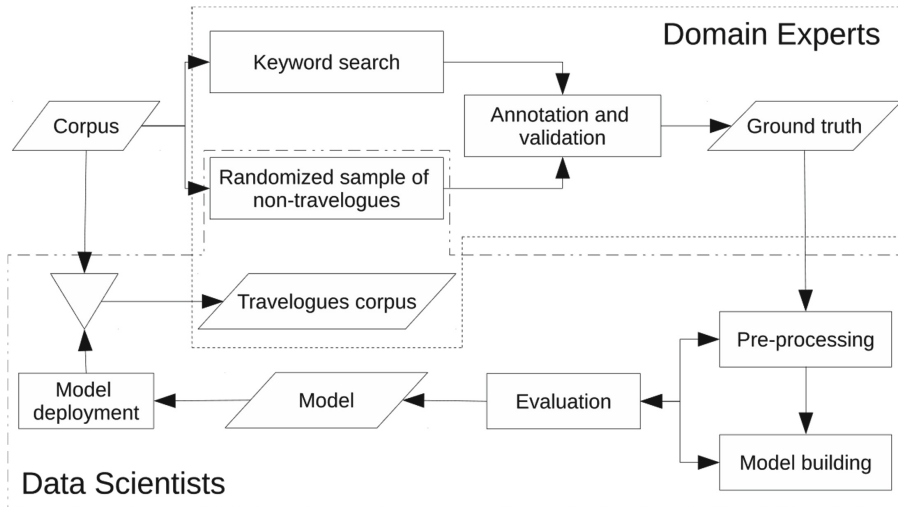 Domain Experts
Keyword search
Corpus
Annotation and
validation
Ground truth
Randomized sample of
non-travelogues
Travelogues corpus
Pre-processing
Model
deployment
Model
Evaluation
Model building
Data Scientists